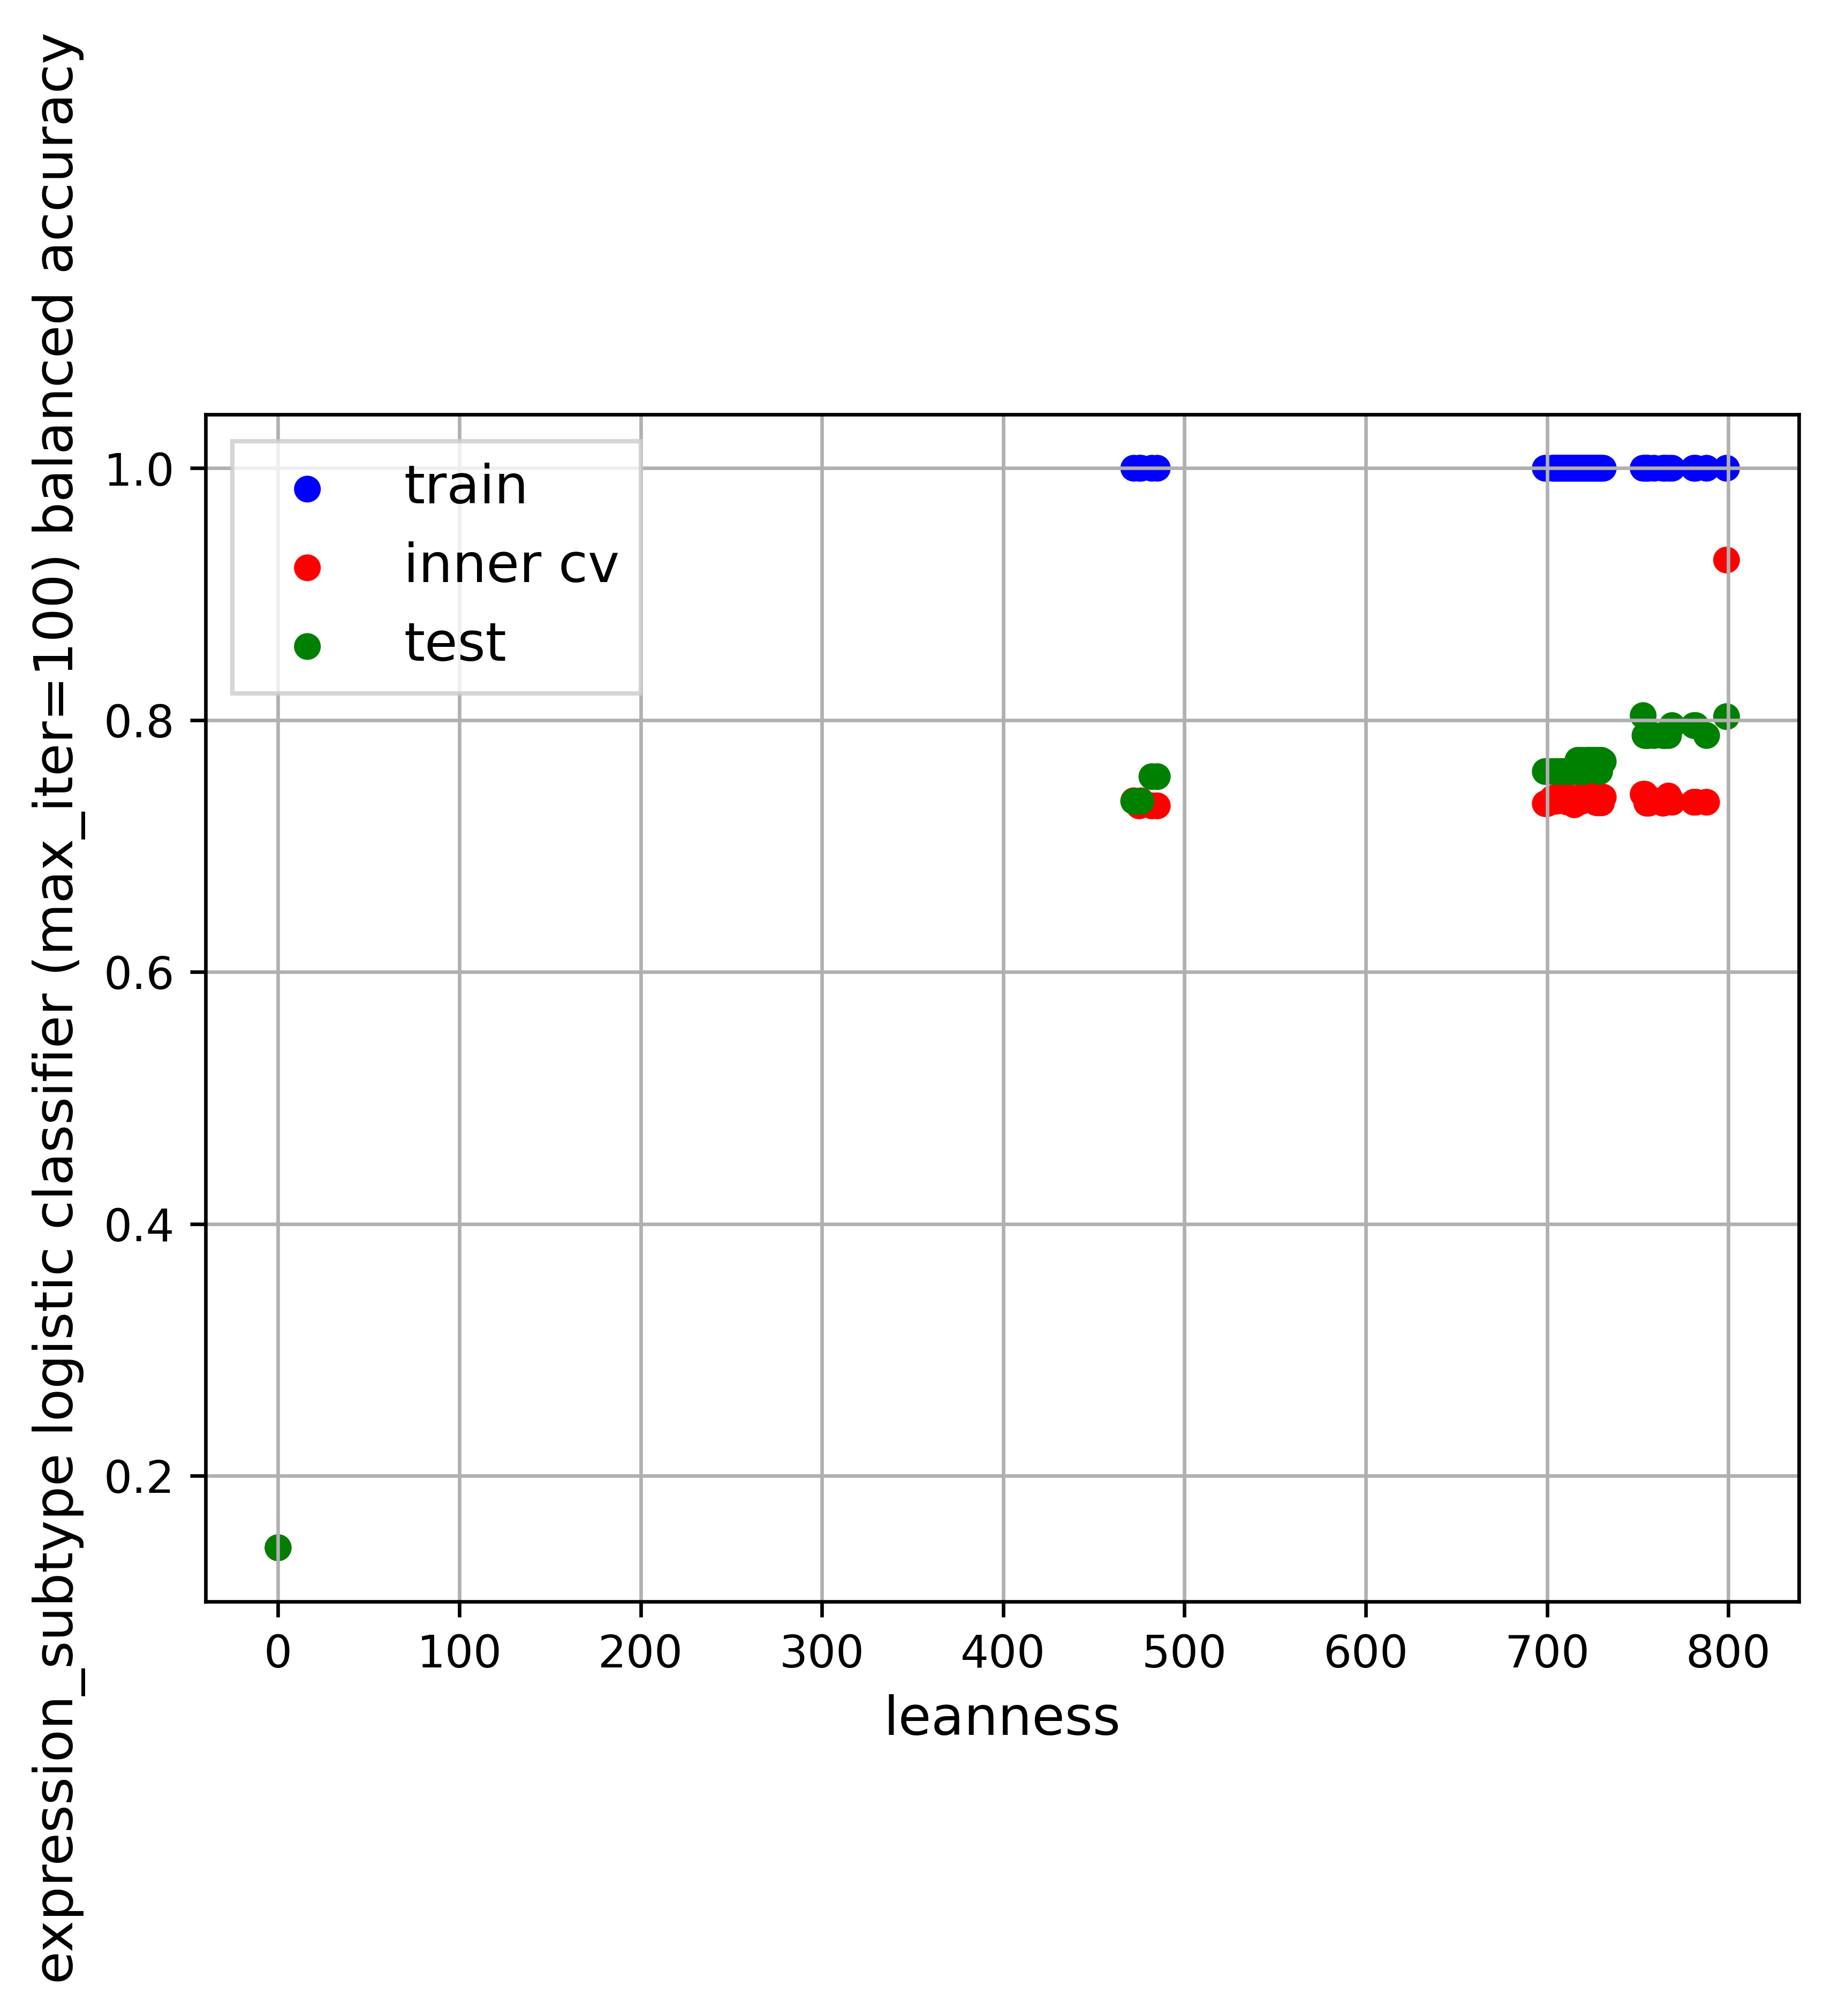 expression_subtype logistic classifier (max_iter=100) balanced accuracy
train
inner cv
test
1.0
0.8
0.6
0.4
0.2
0 100 200 300 400 500 600 700 800
leanness